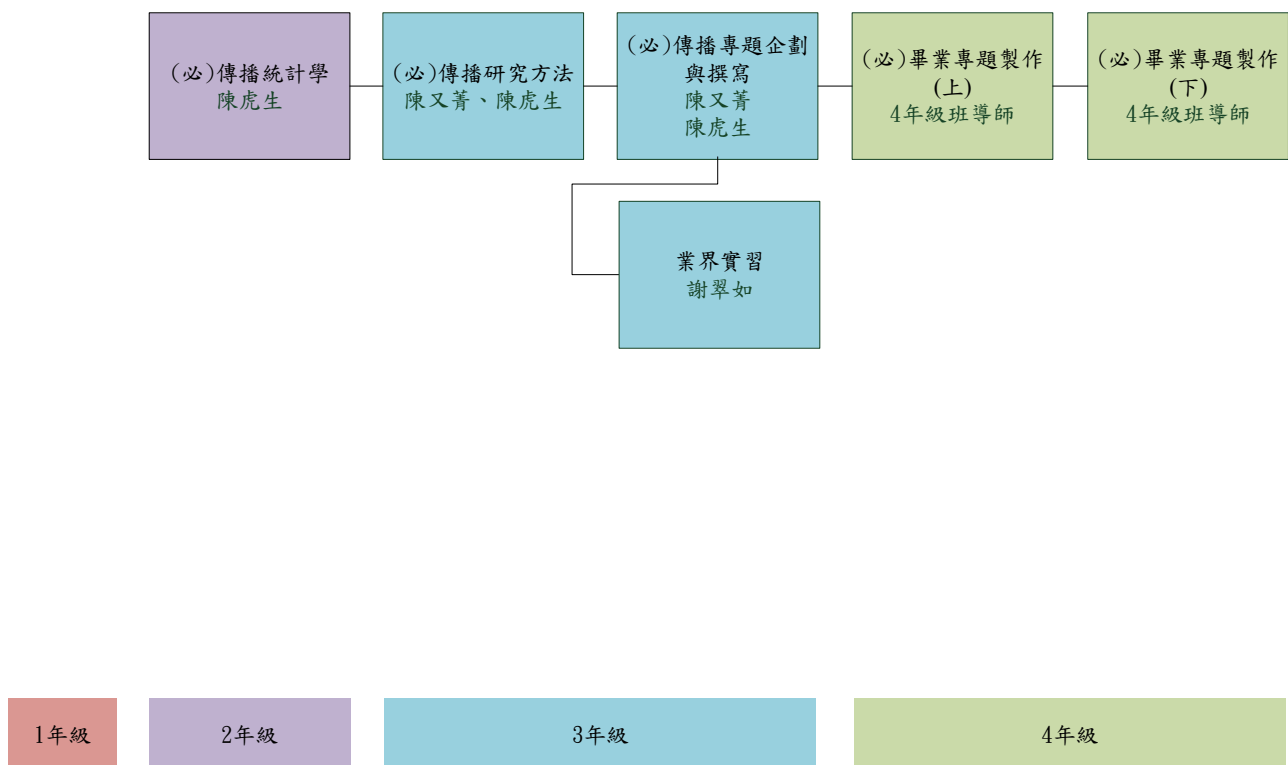 (必)傳播統計學
陳虎生
(必)傳播研究方法
陳又菁、陳虎生
(必)傳播專題企劃
與撰寫
陳又菁
陳虎生
(必)畢業專題製作
(上)
4年級班導師
(必)畢業專題製作
(下)
4年級班導師
業界實習
謝翠如
1年級
2年級
3年級
4年級